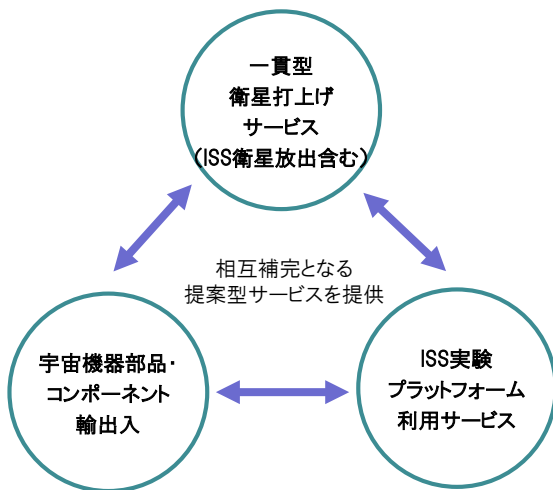 一貫型
衛星打上げ
サービス
(ISS衛星放出含む)
相互補完となる
提案型サービスを提供
宇宙機器部品・
コンポーネント
輸出入
ISS実験
プラットフォーム
利用サービス